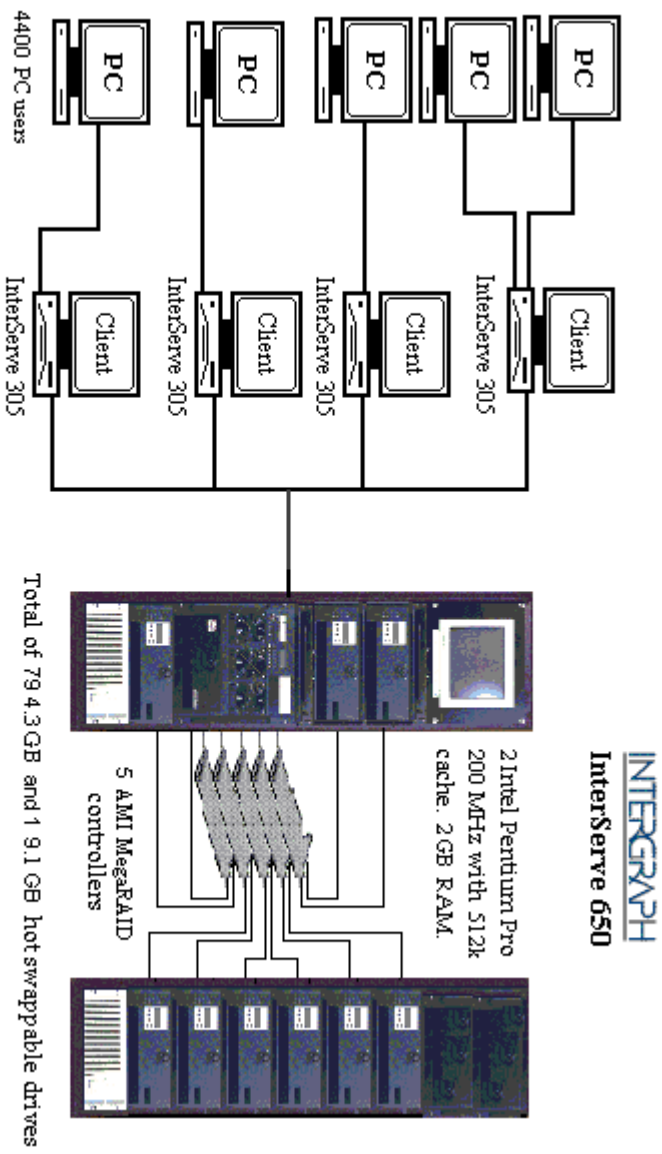 INTERGRAPH
InterServe 650
PC
PC
PC
PC
PC
4400 PC users
Client
Client
Client
Client
InterServe 305
InterServe 305
InterServe 305
InterServe 305
2 Intel Pentium Pro
200 MHz with 512k
cache. 2 GB RAM.
5 AMI MegaRAID
controllers
Total of 79 4.3 GB and 1 9.1 GB hot swappable drives